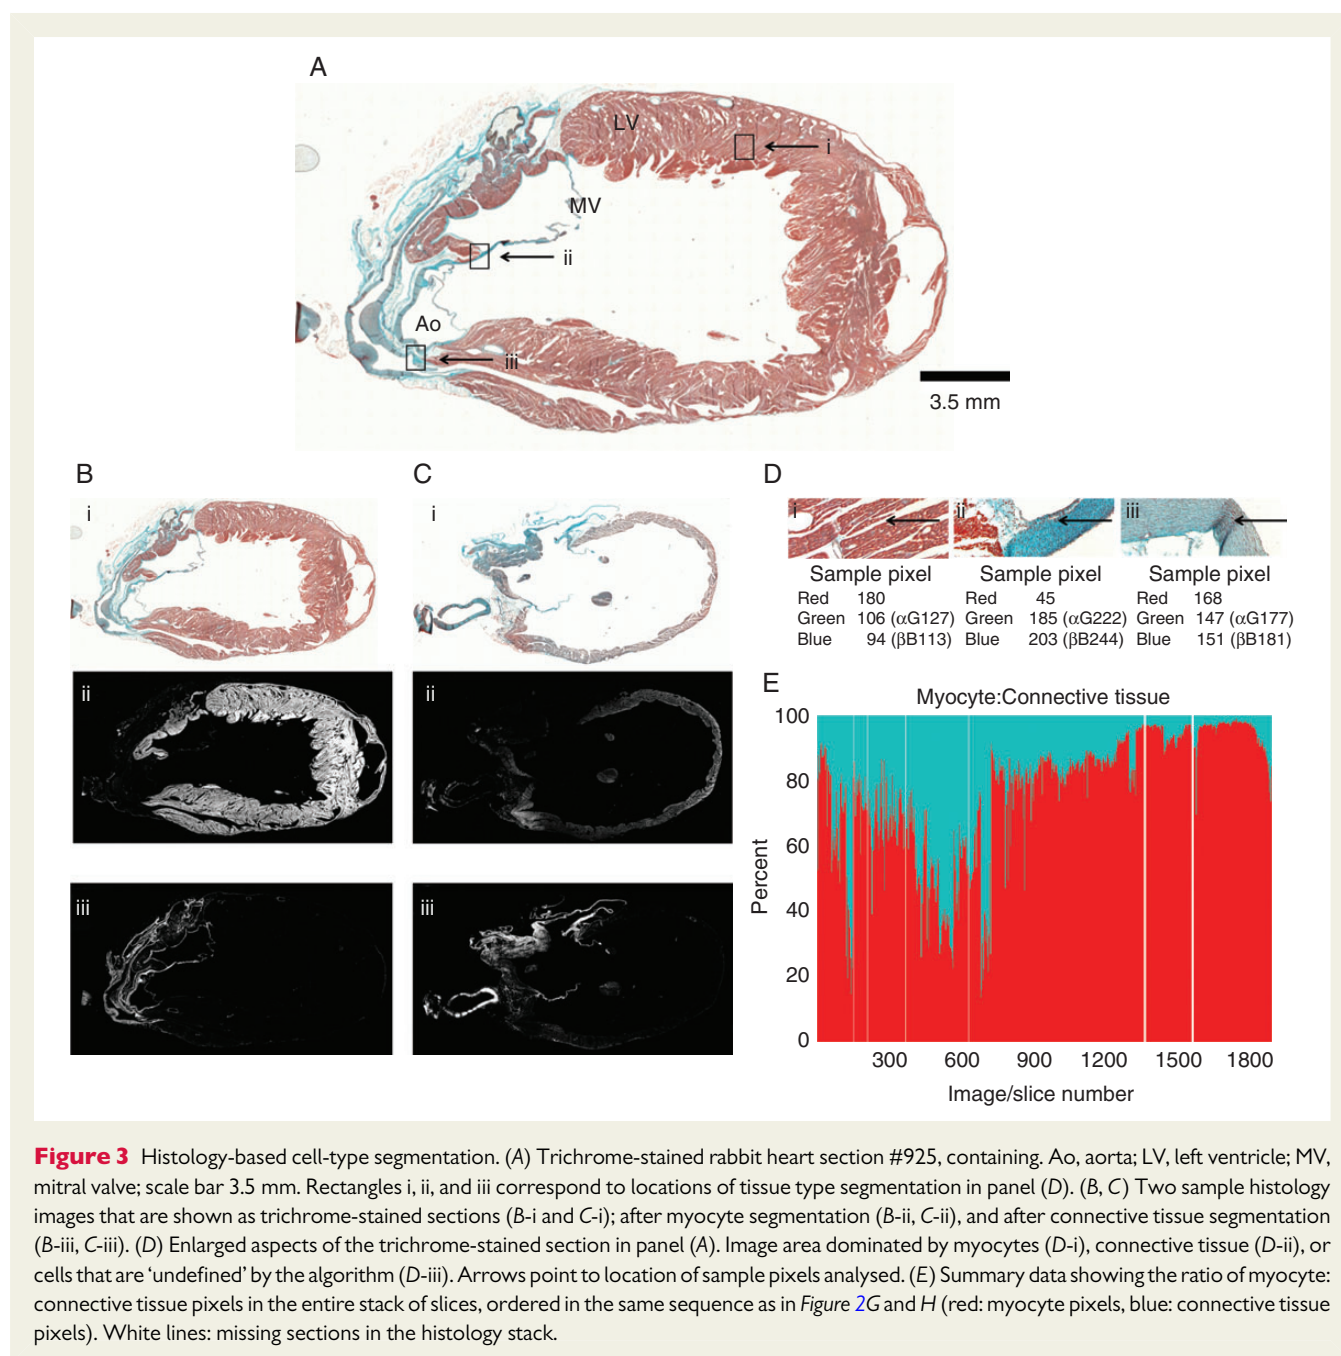 A
LV
i
MV
ii
Ao
iii
3.5 mm
B
C
D
i
i
i
ii
iii
Sample pixel
Sample pixel
Sample pixel
Red 180
Red 45
Red 168
Green 106 (αG127)
Green 185 (αG222)
Green 147 (αG177)
Blue 94 (βB113)
Blue 203 (βB244)
Blue 151 (βB181)
ii
ii
iii
iii
E
Myocyte:Connective tissue
100
80
60
40
20
0
Percent
300 600 900 1200 1500 1800
Image/slice number
Figure 3 Histology-based cell-type segmentation. (A) Trichrome-stained rabbit heart section #925, containing. Ao, aorta; LV, left ventricle; MV,
mitral valve; scale bar 3.5 mm. Rectangles i, ii, and iii correspond to locations of tissue type segmentation in panel (D). (B, C) Two sample histology
images that are shown as trichrome-stained sections (B-i and C-i); after myocyte segmentation (B-ii, C-ii), and after connective tissue segmentation
(B-iii, C-iii). (D) Enlarged aspects of the trichrome-stained section in panel (A). Image area dominated by myocytes (D-i), connective tissue (D-ii), or
cells that are ‘undefined’ by the algorithm (D-iii). Arrows point to location of sample pixels analysed. (E) Summary data showing the ratio of myocyte:
connective tissue pixels in the entire stack of slices, ordered in the same sequence as in Figure 2G and H (red: myocyte pixels, blue: connective tissue
pixels). White lines: missing sections in the histology stack.